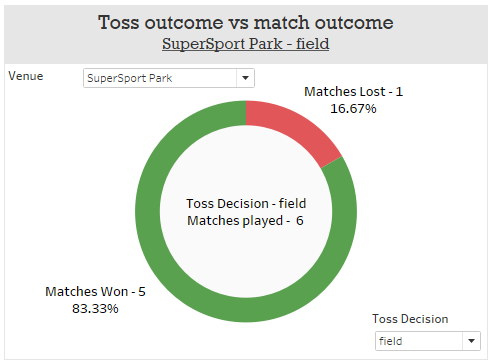 Toss outcome vs match outcome
SuperSport Park - field
Venue
SuperSport Park
Matches Lost - 1
16.67%
Toss Decision - field
Matches played -  6
Matches Won - 5
83.33%
Toss Decision
field